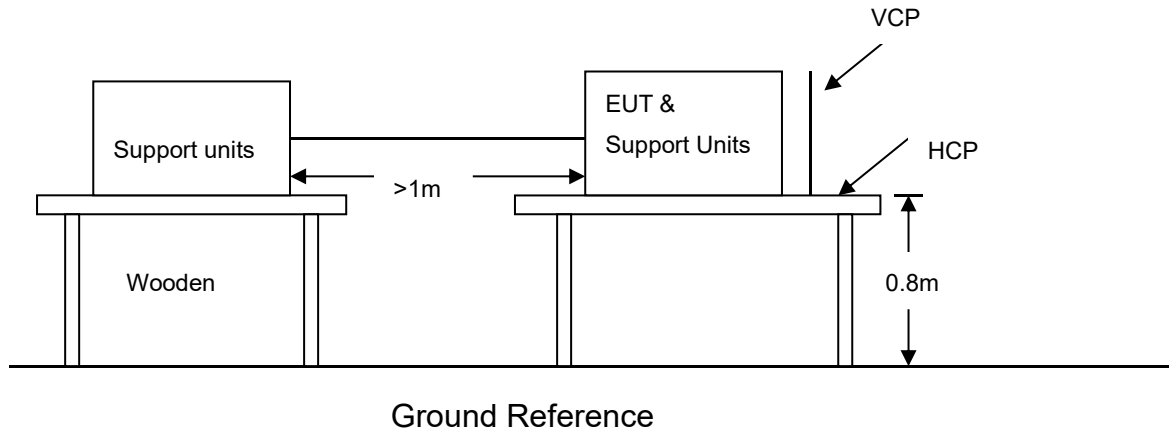 VCP
EUT &
Support Units
Support units
HCP
>1m
Wooden
0.8m
Ground Reference